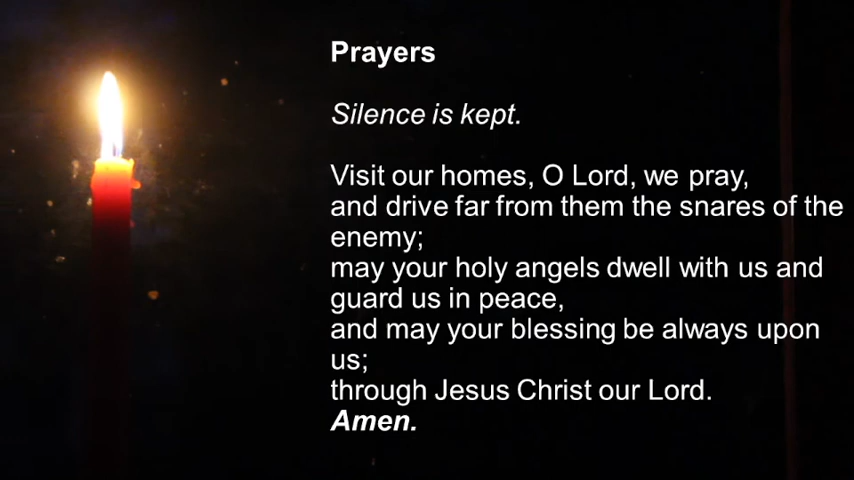 Prayers
Silence is kept.
Visit our homes, O Lord, we pray,
and drive far from them the snares of the
enemy;
may your holy angels dwell with us and
guard us in peace,
and may your blessing be always upon
us;
through Jesus Christ our Lord.
Amen.